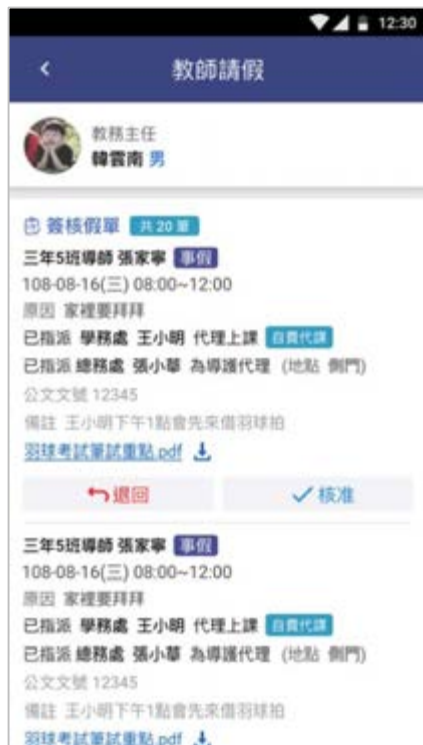 12:30
教師請假
教務主任
韓雲南 男
簽核假單 共 20 筆
三年5班導師 張家寧 事假
108-08-16(三) 08:00~12:00
原因 家裡要拜拜
已指派 學務處 王小明 代理上課 自費代課
已指派 總務處 張小華 為導護代理 (地點 側門)
公文文號 12345
備註 王小明下午1點會先來借羽球拍
羽球考試筆試重點.pdf
退回 核准
三年5班導師 張家寧 事假
108-08-16(三) 08:00~12:00
原因 家裡要拜拜
已指派 學務處 王小明 代理上課 自費代課
已指派 總務處 張小華 為導護代理 (地點 側門)
公文文號 12345
備註 王小明下午1點會先來借羽球拍
羽球考試筆試重點.pdf